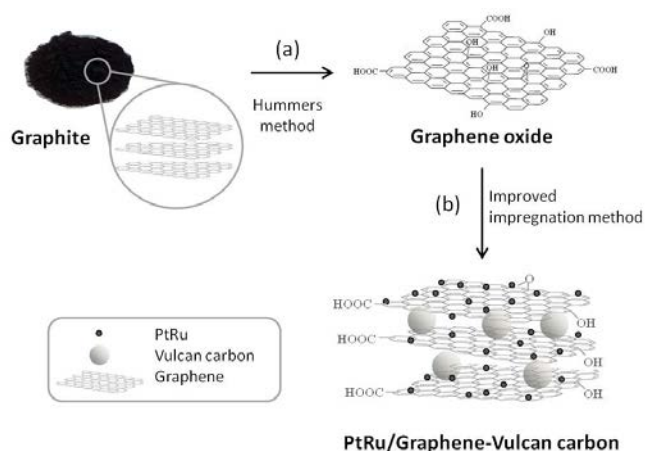 (a)
Hummers
method
Graphite
COOH
OH
OH
HOOC
OH
O
COOH
HO
Graphene oxide
(b)
Improved
impregnation method
O
HOOC
OH
HOOC
OH
HOOC
OH
PtRu
Vulcan carbon
Graphene
PtRu/Graphene-Vulcan carbon